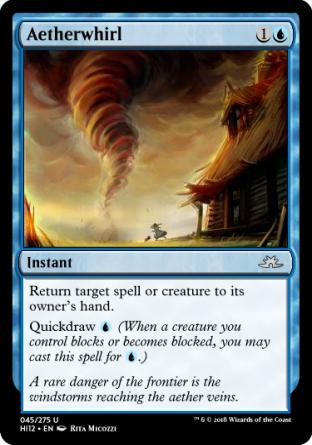 Aetherwhirl 1
Instant
Return target spell or creature to its
owner's hand.
Quickdraw (When a creature you
control blocks or becomes blocked, you may
cast this spell for .)
A rare danger of the frontier is the
windstorms reaching the aether veins.
045/275 U
HI12 • EN Rita Micozzi
™ & © 2018 Wizards of the Coast